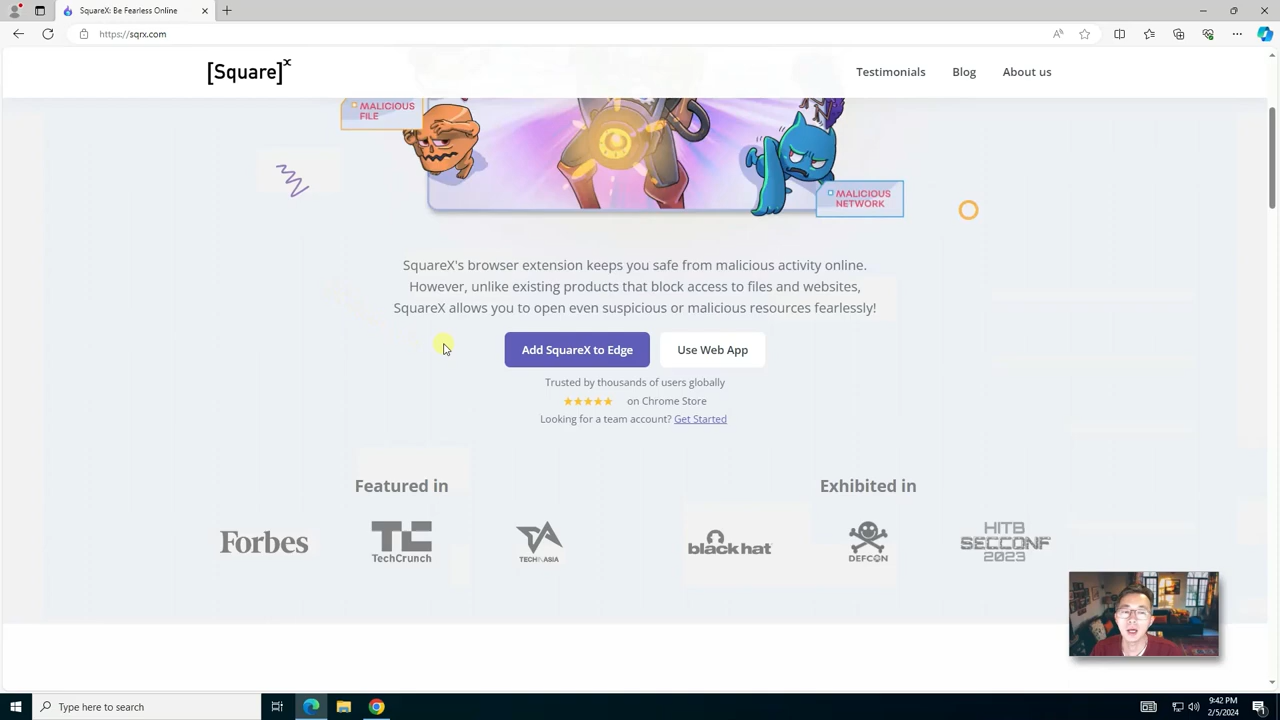 SquareX: Be Fearless Online
https://sqrx.com
[Square]x
Testimonials
Blog
About us
MALICIOUS
FILE
MALICIOUS
NETWORK
SquareX's browser extension keeps you safe from malicious activity online.
However, unlike existing products that block access to files and websites,
SquareX allows you to open even suspicious or malicious resources fearlessly!
Add SquareX to Edge
Use Web App
Trusted by thousands of users globally
★★★★★ on Chrome Store
Looking for a team account? Get Started
Featured in
Exhibited in
Forbes
TC
TechCrunch
TECHINASIA
black hat
DEFCON
HITB
SECCONF
2023
Type here to search
9:42 PM
2/5/2024